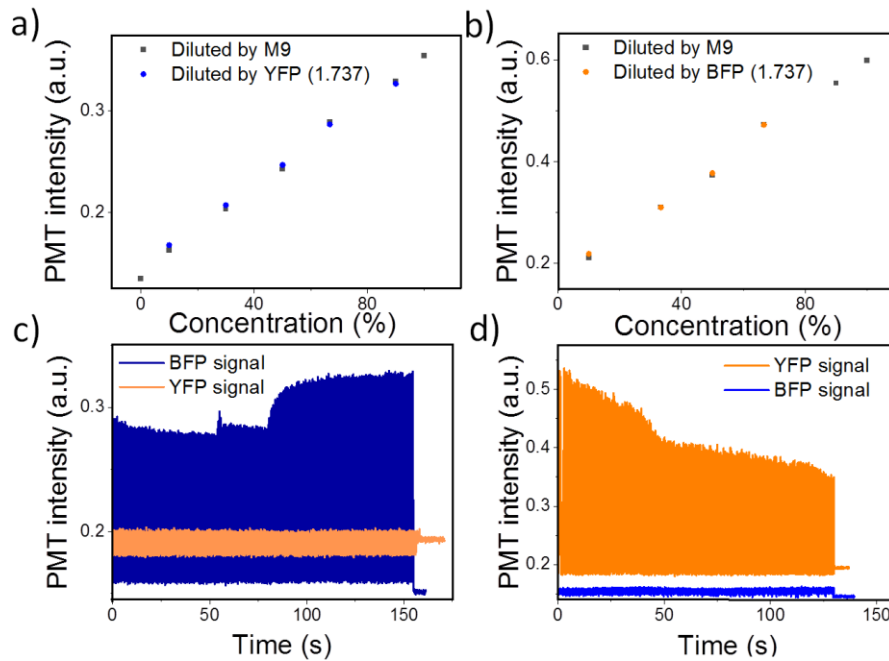 a)
PMT intensity (a.u.)
0.3
0.2
Diluted by M9
Diluted by YFP (1.737)
0
40
80
Concentration (%)
b)
PMT intensity (a.u.)
0.6
0.4
0.2
Diluted by M9
Diluted by BFP (1.737)
0
40
80
Concentration (%)
c)
PMT intensity (a.u.)
0.3
0.2
BFP signal
YFP signal
0
50
100
150
Time (s)
d)
PMT intensity (a.u.)
0.5
0.4
0.3
0.2
YFP signal
BFP signal
0
50
100
150
Time (s)